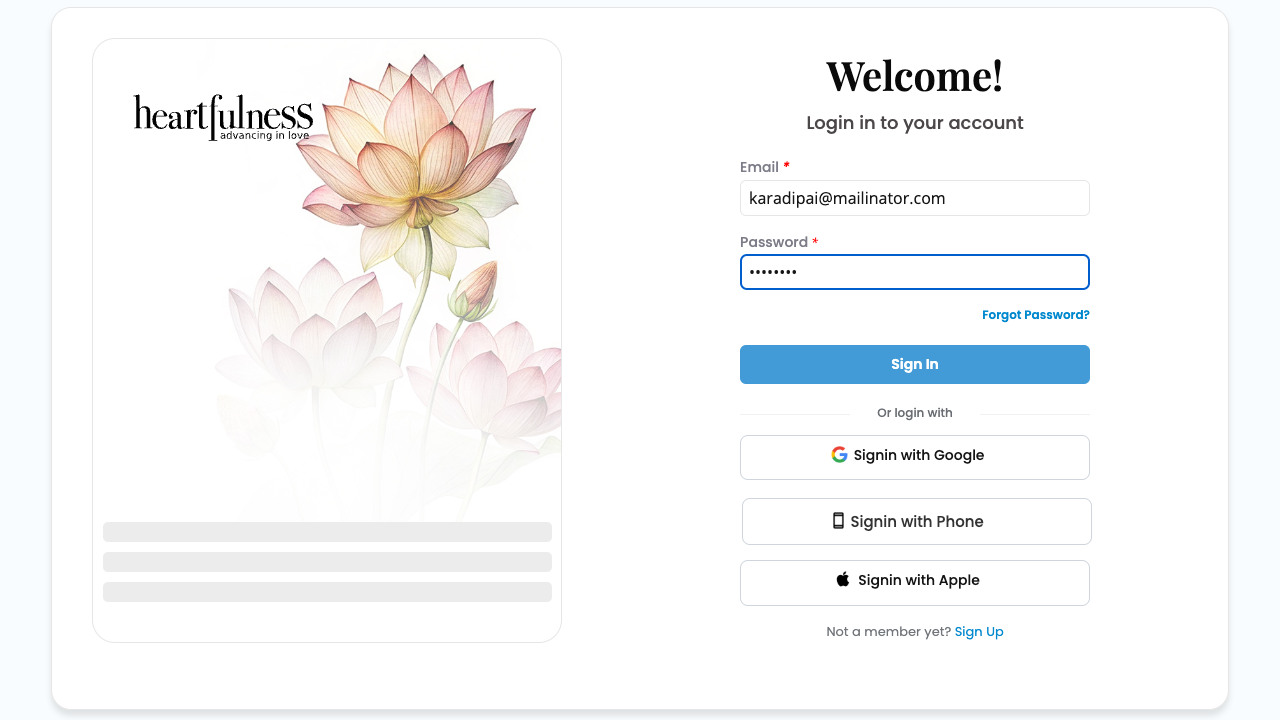 heartfulness
advancing in love
Welcome!
Login in to your account
Email *
karadipai@mailinator.com
Password *
••••••••
Forgot Password?
Sign In
Or login with
Signin with Google
Signin with Phone
Signin with Apple
Not a member yet? Sign Up